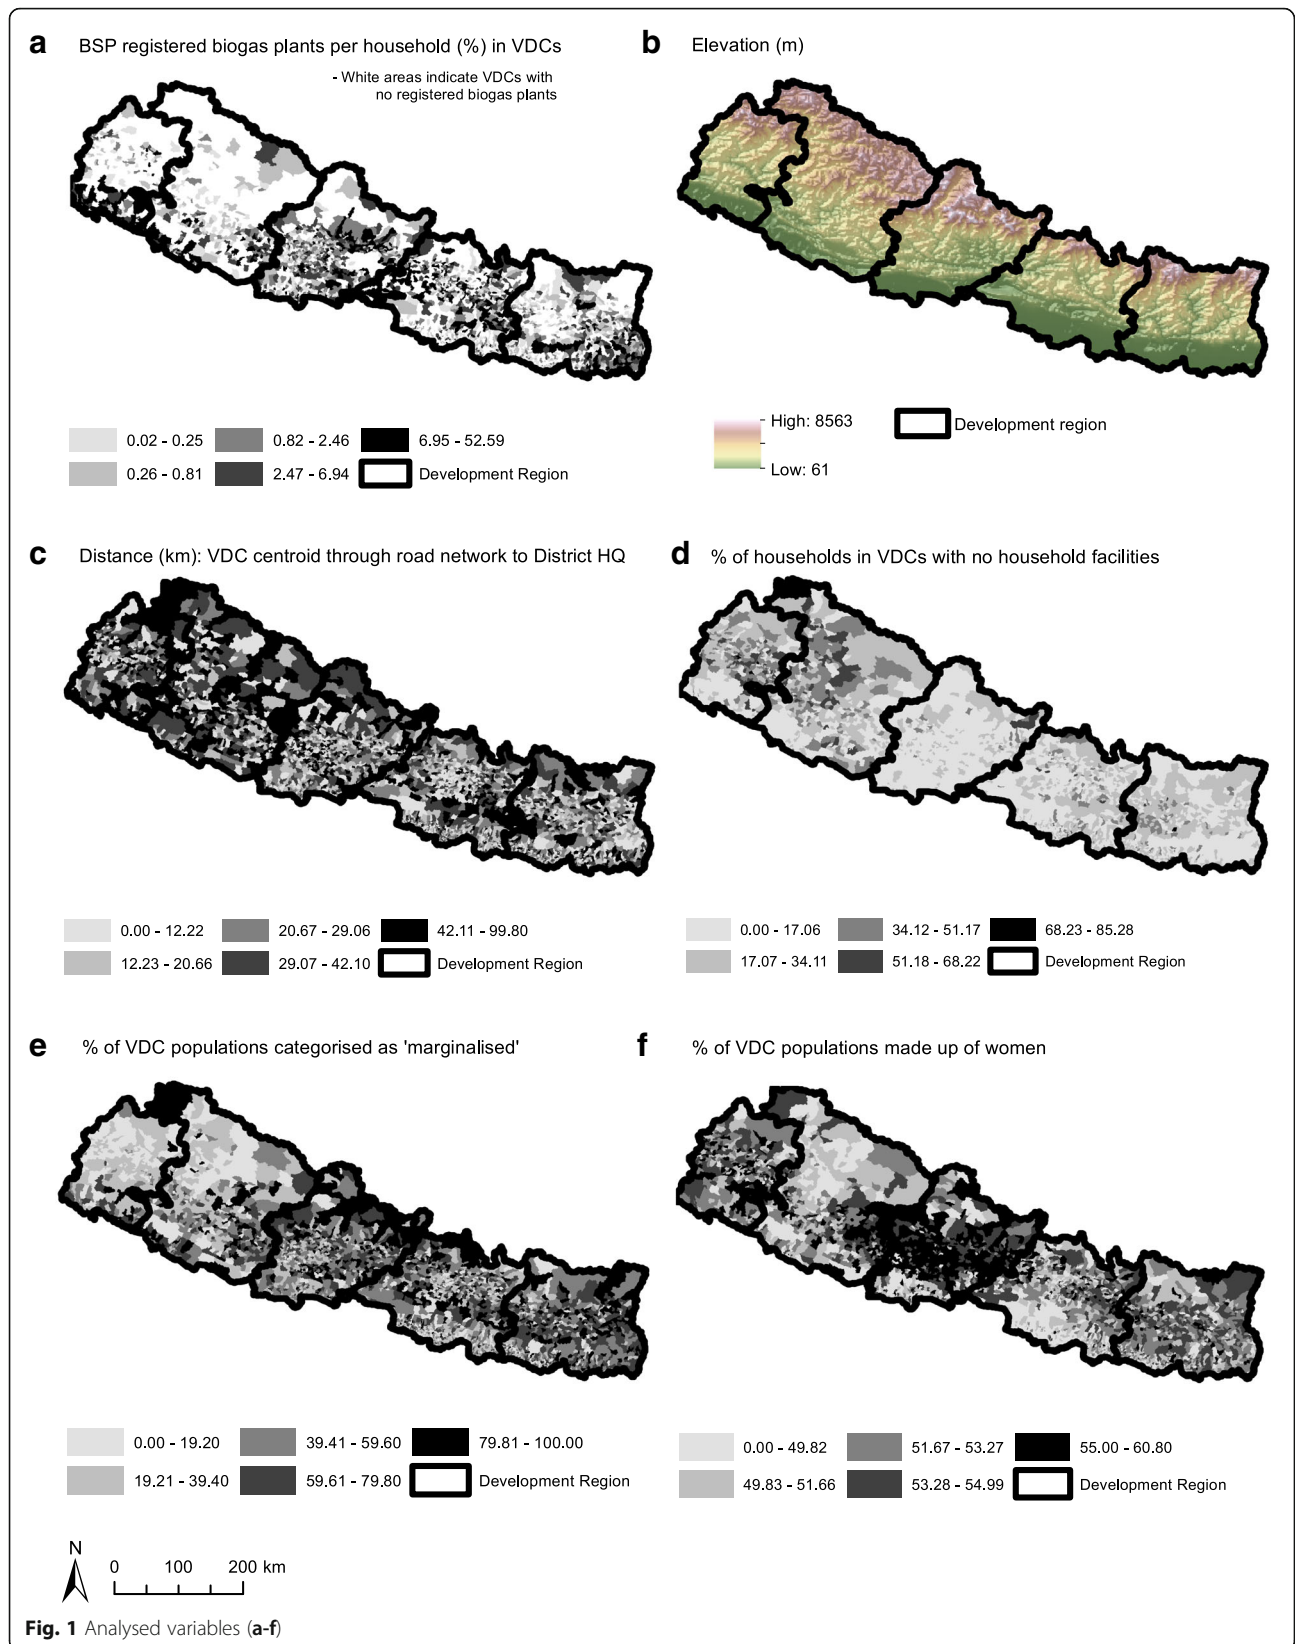 a BSP registered biogas plants per household (%) in VDCs
- White areas indicate VDCs with
no registered biogas plants
0.02 - 0.25 0.82 - 2.46 6.95 - 52.59
0.26 - 0.81 2.47 - 6.94 Development Region
b Elevation (m)
High: 8563 Development region
Low: 61
c Distance (km): VDC centroid through road network to District HQ
0.00 - 12.22 20.67 - 29.06 42.11 - 99.80
12.23 - 20.66 29.07 - 42.10 Development Region
d % of households in VDCs with no household facilities
0.00 - 17.06 34.12 - 51.17 68.23 - 85.28
17.07 - 34.11 51.18 - 68.22 Development Region
e % of VDC populations categorised as 'marginalised'
0.00 - 19.20 39.41 - 59.60 79.81 - 100.00
19.21 - 39.40 59.61 - 79.80 Development Region
f % of VDC populations made up of women
0.00 - 49.82 51.67 - 53.27 55.00 - 60.80
49.83 - 51.66 53.28 - 54.99 Development Region
N
0 100 200 km
Fig. 1 Analysed variables (a-f)